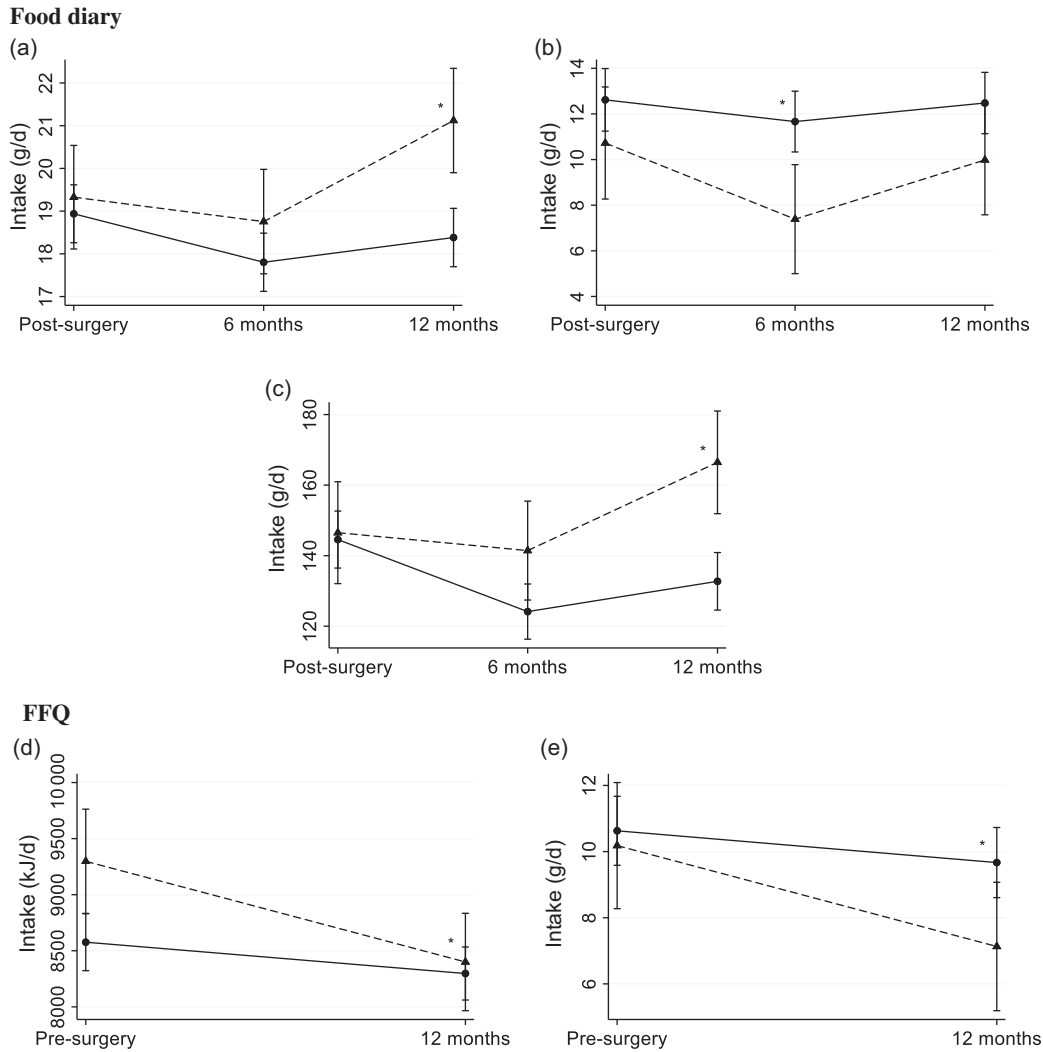 Food diary
(a)
Intake (g/d)
22
21
20
19
18
17
*
Post-surgery 6 months 12 months
(b)
Intake (g/d)
14
12
10
8
6
4
*
Post-surgery 6 months 12 months
(c)
Intake (g/d)
180
160
140
120
*
Post-surgery 6 months 12 months
FFQ
(d)
Intake (kJ/d)
10 000
9500
9000
8500
8000
*
Pre-surgery 12 months
(e)
Intake (g/d)
12
10
8
6
*
Pre-surgery 12 months